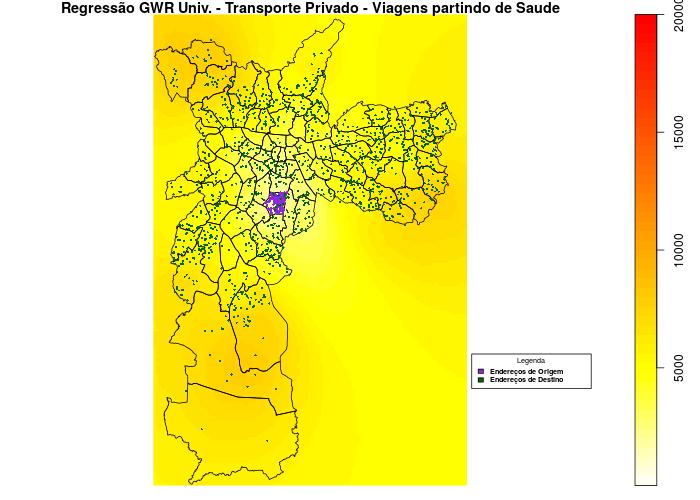 Regressão GWR Univ. - Transporte Privado - Viagens partindo de Saude
20000
15000
10000
5000
Legenda
Endereços de Origem
Endereços de Destino